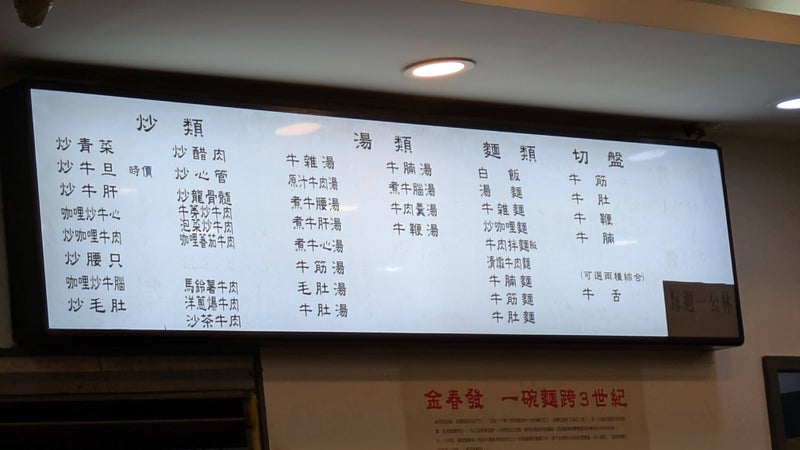 炒類
炒青菜
炒牛旦 時價
炒牛肝
咖哩炒牛心
炒咖哩牛肉
炒腰只
咖哩炒牛腦
炒毛肚
炒醋肉
炒心管
炒龍骨髓
牛蒡炒牛肉
泡菜炒牛肉
咖哩蕃茄牛肉
馬鈴薯牛肉
洋蔥爆牛肉
沙茶牛肉
湯類
牛雜湯
原汁牛肉湯
煮牛腰湯
煮牛肝湯
煮牛心湯
牛筋湯
毛肚湯
牛肚湯
牛腩湯
煮牛腦湯
牛肉羹湯
牛鞭湯
麵類
白飯
湯麵
牛雜麵
炒咖哩麵
牛肉拌麵飯
清燉牛肉麵
牛腩麵
牛筋麵
牛肚麵
切盤
牛筋
牛肚
牛鞭
牛腩
(可選兩種綜合)
牛舌
每週一公休
金春發 一碗麵跨3世紀